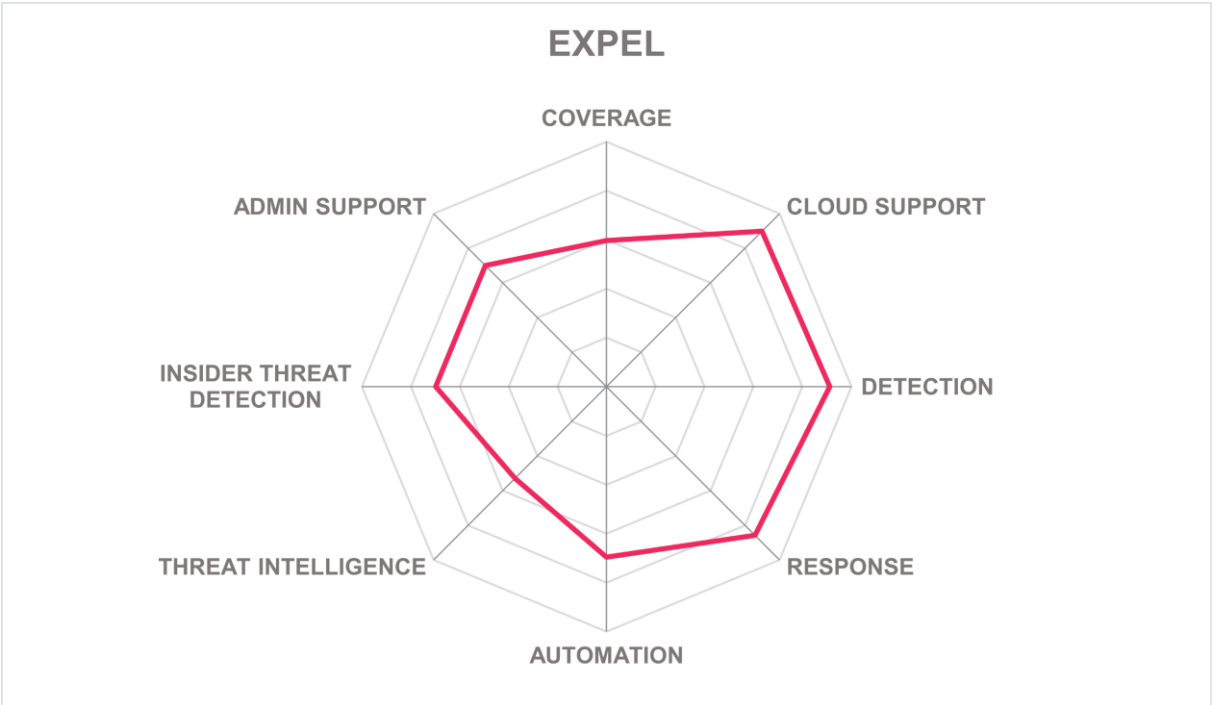 EXPEL
COVERAGE
ADMIN SUPPORT
CLOUD SUPPORT
INSIDER THREAT
DETECTION
DETECTION
THREAT INTELLIGENCE
RESPONSE
AUTOMATION